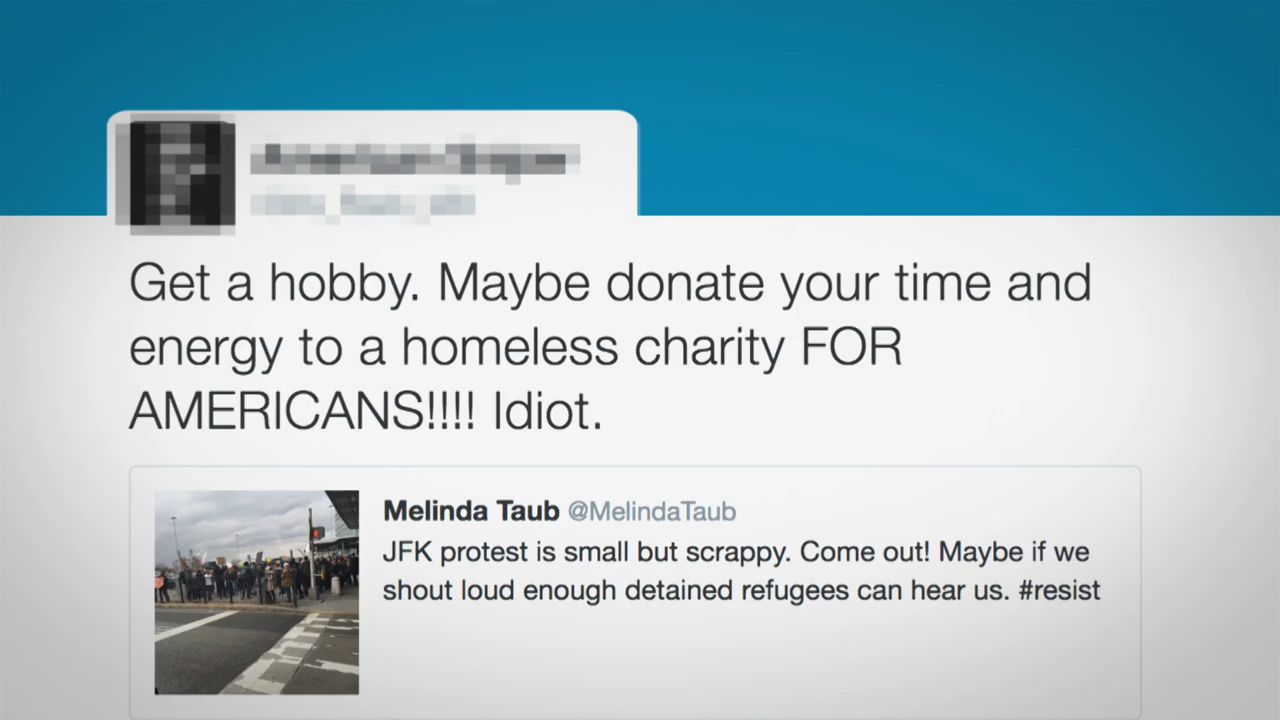 Get a hobby. Maybe donate your time and
energy to a homeless charity FOR
AMERICANS!!!! Idiot.
Melinda Taub @MelindaTaub
JFK protest is small but scrappy. Come out! Maybe if we
shout loud enough detained refugees can hear us. #resist